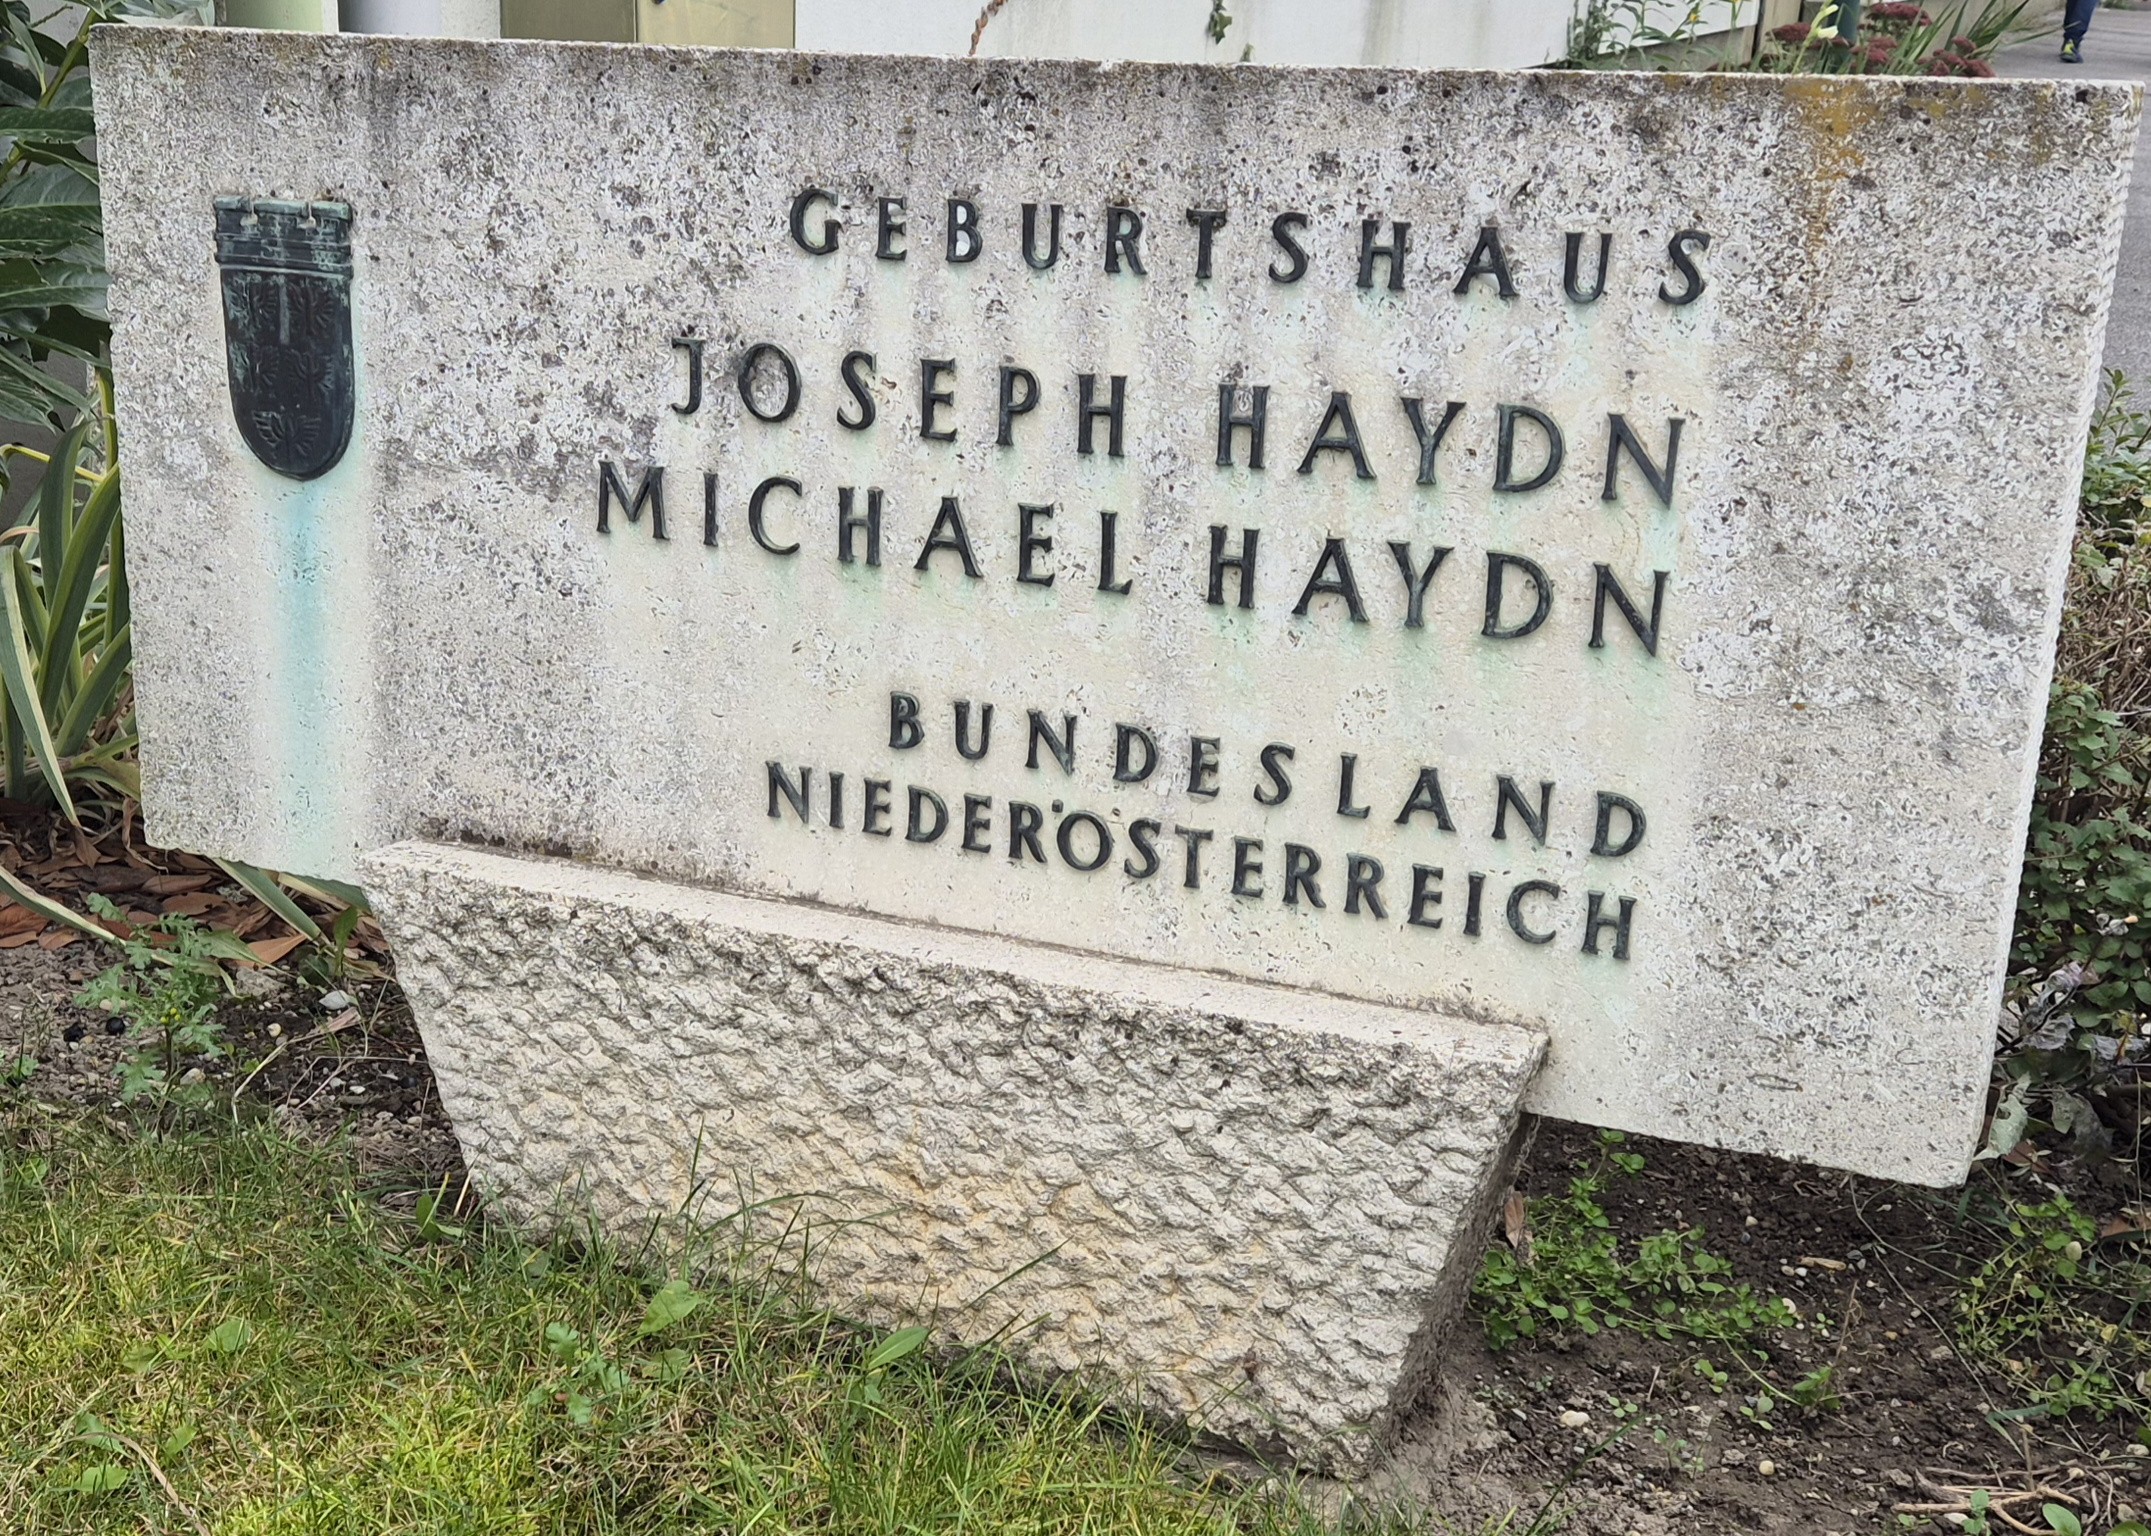 GEBURTSHAUS
JOSEPH HAYDN
MICHAEL HAYDN
BUNDESLAND
NIEDERÖSTERREICH